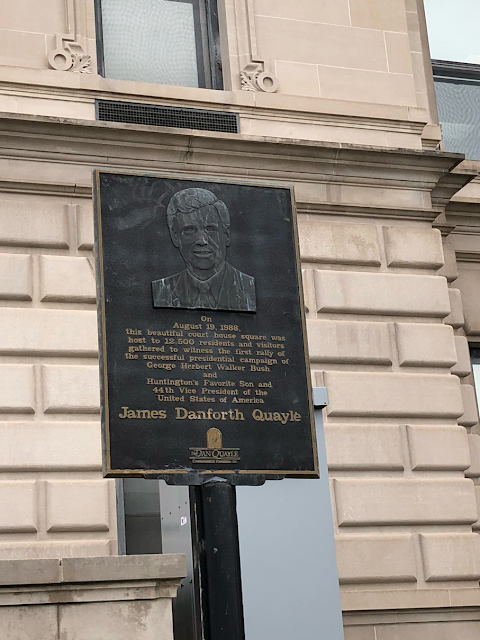 On
August 19, 1988,
this beautiful court house square was
host to 12,500 residents and visitors
gathered to witness the first rally of
the successful presidential campaign of
George Herbert Walker Bush
and
Huntington's Favorite Son and
44th Vice President of the
United States of America
James Danforth Quayle
THE DAN QUAYLE